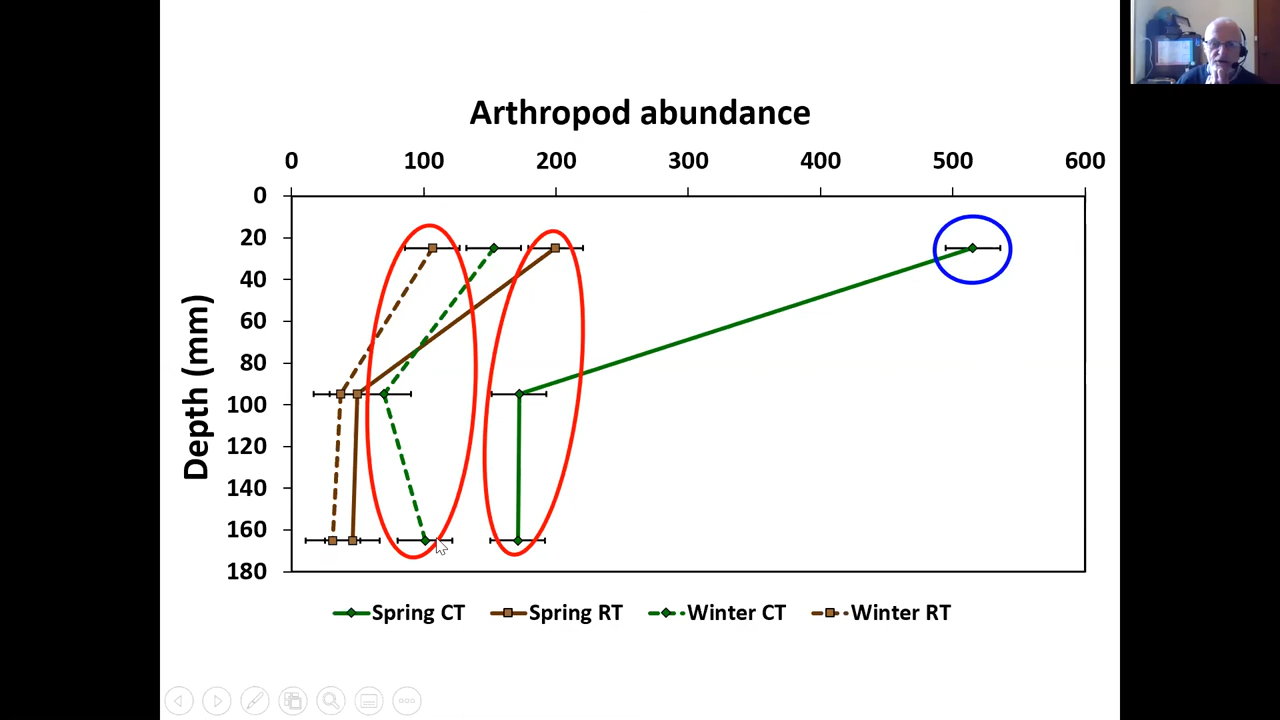 Arthropod abundance
0 100 200 300 400 500 600
0
20
40
60
80
100
120
140
160
180
Depth (mm)
Spring CT Spring RT Winter CT Winter RT